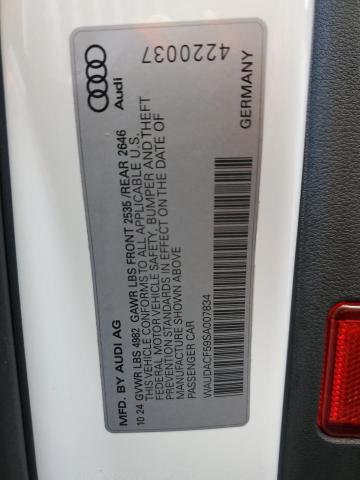 MFD. BY AUDI AG
10 24 GVWR LBS 4982 GAWR LBS FRONT 2535/REAR 2646
THIS VEHICLE CONFORMS TO ALL APPLICABLE U.S.
FEDERAL MOTOR VEHICLE SAFETY, BUMPER AND THEFT
PREVENTION STANDARDS IN EFFECT ON THE DATE OF
MANUFACTURE SHOWN ABOVE
PASSENGER CAR
WAUDACF59SA007834
GERMANY
Audi
4220037